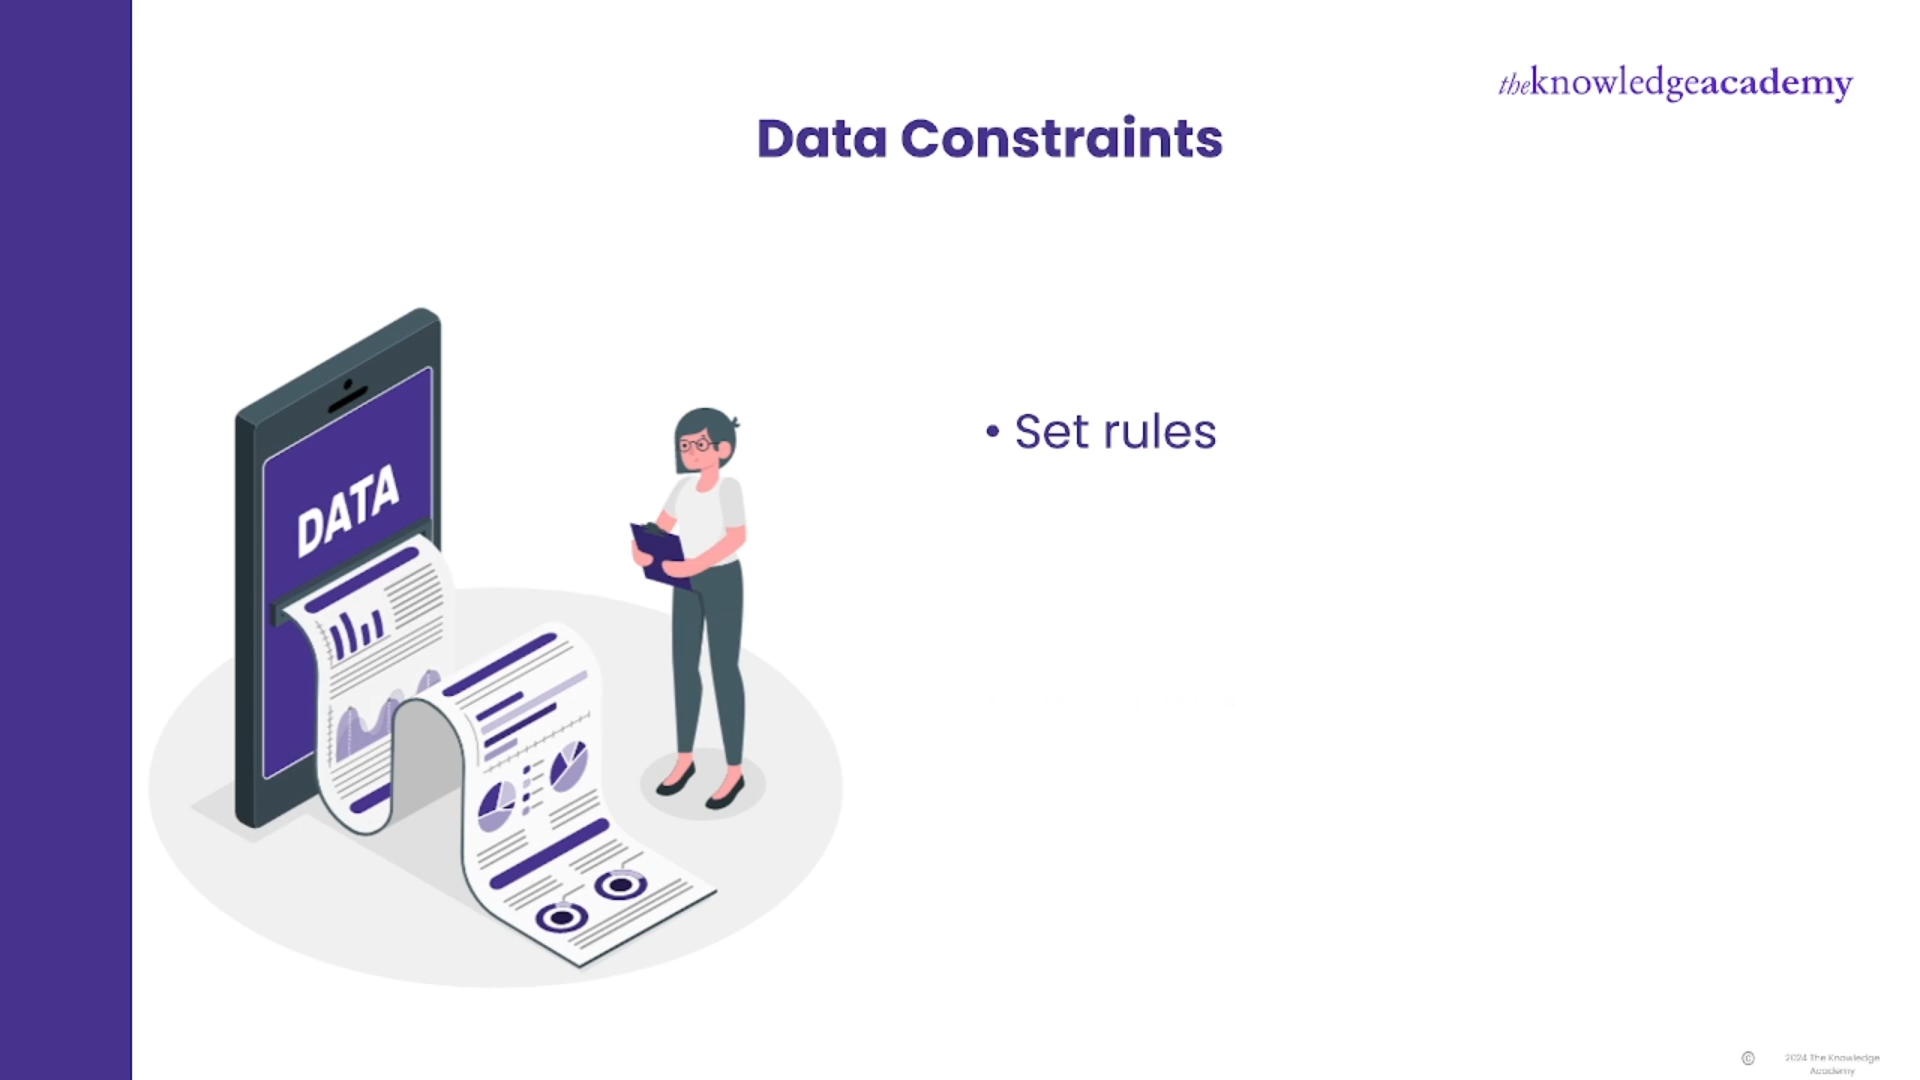 theknowledgeacademy
Data Constraints
DATA
• Set rules
© 2024 The Knowledge
Academy